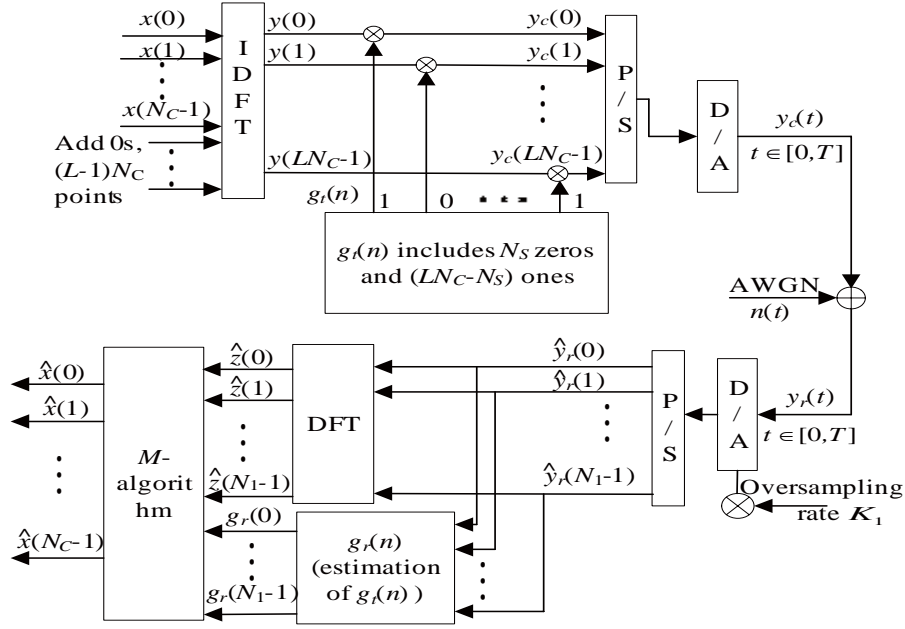 x(0)
x(1)
x(N_C-1)
Add 0s,
(L-1)N_C
points
I
D
F
T
y(0)
y(1)
y(LN_C-1)
y_c(0)
y_c(1)
y_c(LN_C-1)
g_t(n)
1
0
1
g_t(n) includes N_S zeros
and (LN_C-N_S) ones
P
/
S
D
/
A
y_c(t)
t ∈ [0, T]
AWGN
n(t)
x̂(0)
x̂(1)
x̂(N_C-1)
M-
algorit
hm
ẑ(0)
ẑ(1)
ẑ(N_1-1)
g_r(0)
g_r(N_1-1)
DFT
g_r(n)
(estimation
of g_t(n) )
ŷ_r(0)
ŷ_r(1)
ŷ_r(N_1-1)
P
/
S
D
/
A
y_r(t)
t ∈ [0, T]
Oversampling
rate K_1